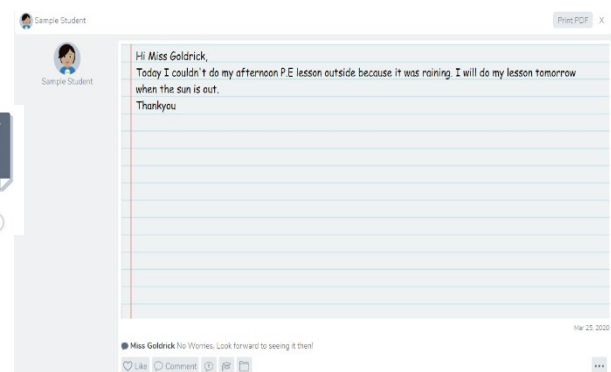 Sample Student
Print PDF X
Sample Student
Hi Miss Goldrick,
Today I couldn't do my afternoon P.E lesson outside because it was raining. I will do my lesson tomorrow
when the sun is out.
Thankyou
Mar 25, 2020
Miss Goldrick No Worries. Look forward to seeing it then!
Like Comment